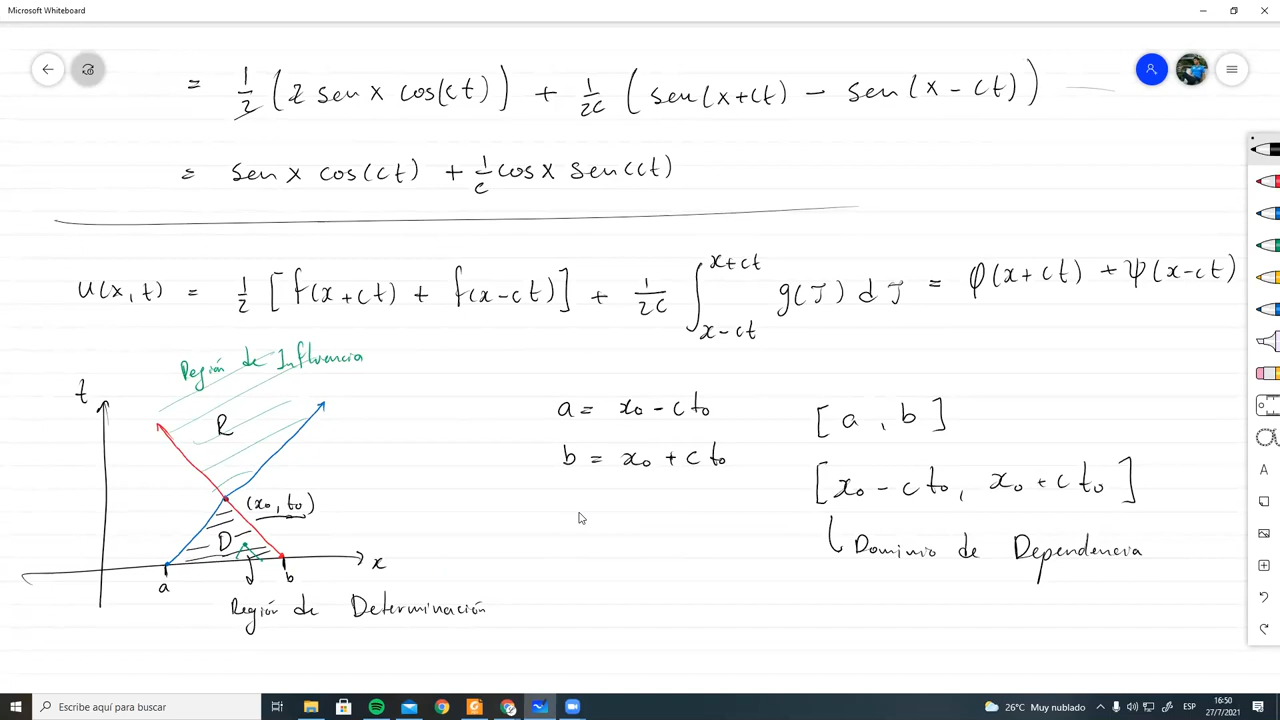 Microsoft Whiteboard
= 1/2 (2 sen x cos(ct)) + 1/2c (sen(x+ct) - sen(x-ct))
= sen x cos(ct) + 1/c cos x sen(ct)
u(x,t) = 1/2 [f(x+ct) + f(x-ct)] + 1/2c ∫_{x-ct}^{x+ct} g(τ) dτ = φ(x+ct) + ψ(x-ct)
Región de Influencia
t
R
(x₀, t₀)
D
x
a
b
Región de Determinación
a = x₀ - ct₀
b = x₀ + ct₀
[a, b]
[x₀ - ct₀, x₀ + ct₀]
Dominio de Dependencia
A
Escribe aquí para buscar
26°C Muy nublado
ESP
16:50
27/7/2021